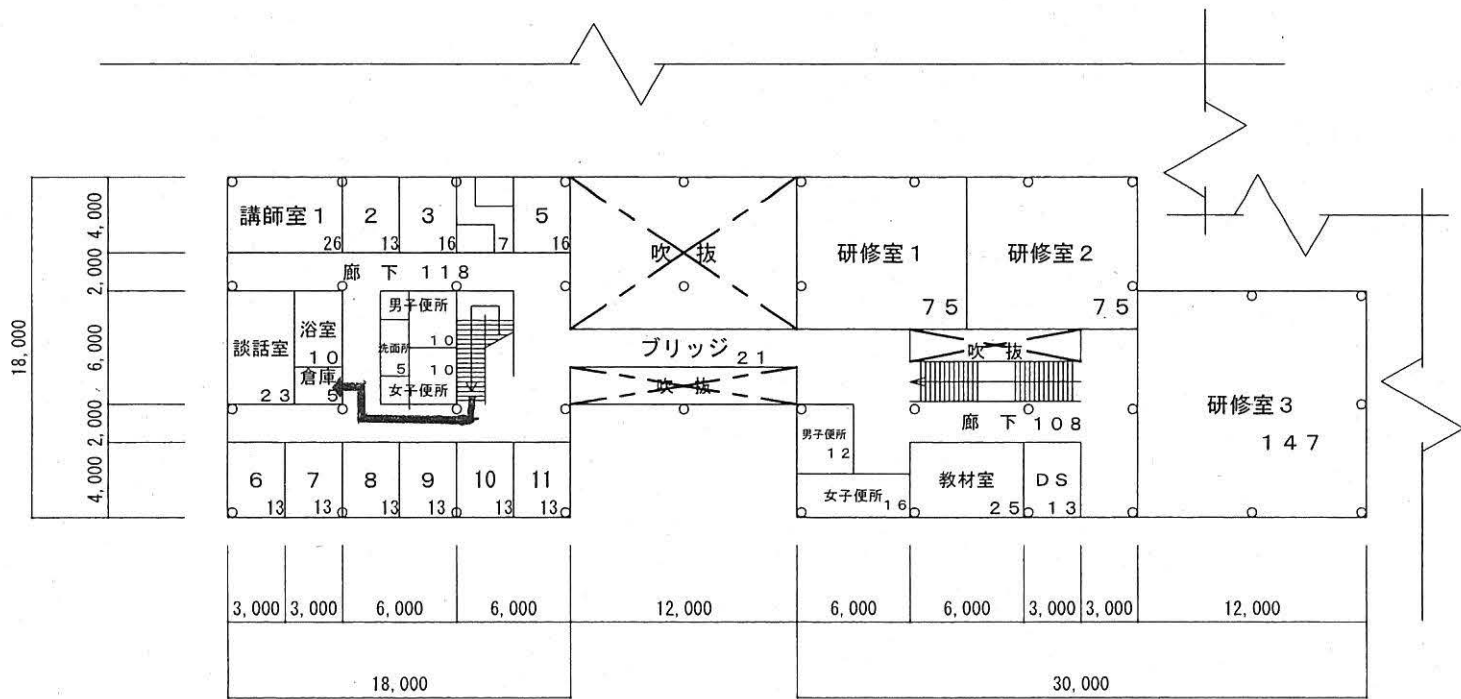 講師室1
26
2
13
3
16
7
5
16
吹 抜
研修室1
75
研修室2
75
廊 下 118
談話室
23
浴室
10
倉庫
5
男子便所
10
洗面所
5
10
女子便所
ブリッジ 21
吹 抜
吹 抜
廊 下 108
研修室3
147
男子便所
12
女子便所 16
教材室
25
DS
13
6
13
7
13
8
13
9
13
10
13
11
13
18,000
4,000
2,000
6,000
2,000
4,000
3,000
3,000
6,000
6,000
12,000
6,000
6,000
3,000
3,000
12,000
18,000
30,000